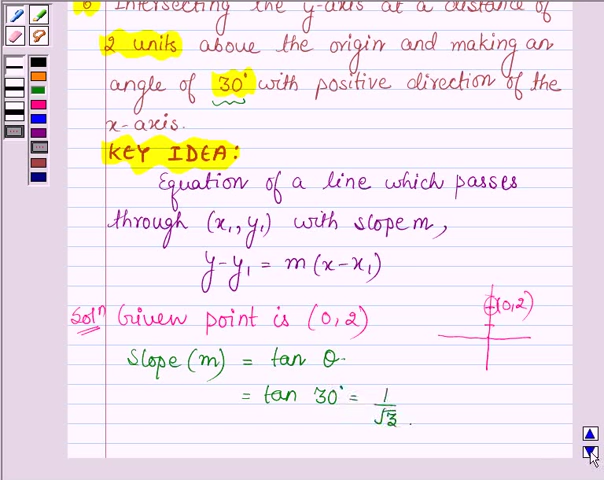 6 Intersecting the y-axis at a distance of
2 units above the origin and making an
angle of 30° with positive direction of the
x-axis.
KEY IDEA:
Equation of a line which passes
through (x₁, y₁) with slope m,
y-y₁ = m(x-x₁)
Solⁿ Given point is (0, 2)
(0,2)
Slope (m) = tan θ.
= tan 30° = 1/√3.